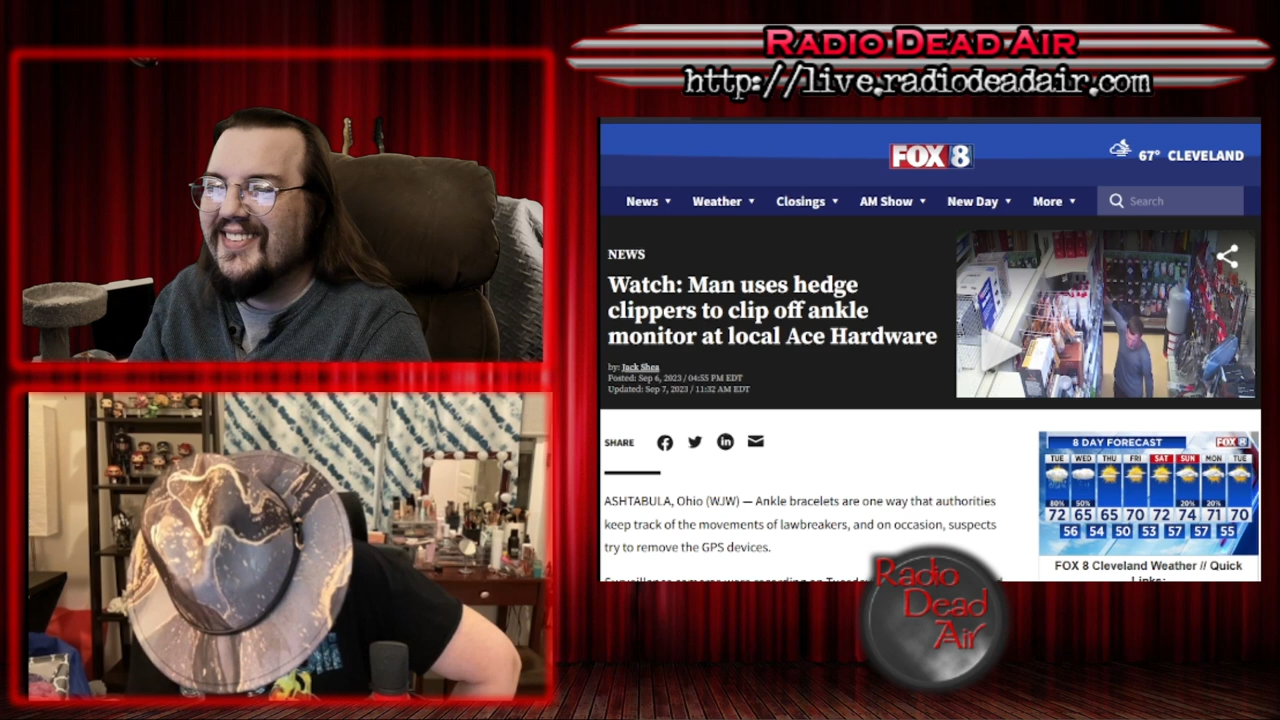 Radio Dead Air
http://live.radiodeadair.com
FOX 8
67° CLEVELAND
News
Weather
Closings
AM Show
New Day
More
Search
NEWS
Watch: Man uses hedge
clippers to clip off ankle
monitor at local Ace Hardware
by: Jack Shea
Posted: Sep 6, 2023 / 04:55 PM EDT
Updated: Sep 7, 2023 / 11:32 AM EDT
SHARE
ASHTABULA, Ohio (WJW) — Ankle bracelets are one way that authorities
keep track of the movements of lawbreakers, and on occasion, suspects
try to remove the GPS devices.
8 DAY FORECAST FOX 8
TUE WED THU FRI SAT SUN MON TUE
80% 50% 20% 20%
72 65 65 70 72 74 71 70
56 54 50 53 57 57 55
FOX 8 Cleveland Weather // Quick
Links:
Radio
Dead
Air